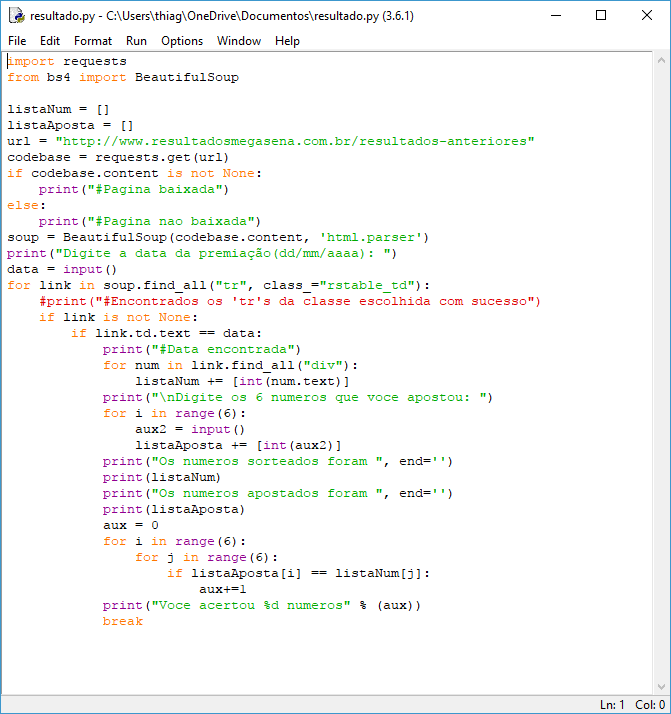 resultado.py - C:\Users\thiag\OneDrive\Documentos\resultado.py (3.6.1)
File Edit Format Run Options Window Help
import requests
from bs4 import BeautifulSoup

listaNum = []
listaAposta = []
url = "http://www.resultadosmegasena.com.br/resultados-anteriores"
codebase = requests.get(url)
if codebase.content is not None:
    print("#Pagina baixada")
else:
    print("#Pagina nao baixada")
soup = BeautifulSoup(codebase.content, 'html.parser')
print("Digite a data da premiação(dd/mm/aaaa): ")
data = input()
for link in soup.find_all("tr", class_="rstable_td"):
    #print("#Encontrados os 'tr's da classe escolhida com sucesso")
    if link is not None:
        if link.td.text == data:
            print("#Data encontrada")
            for num in link.find_all("div"):
                listaNum += [int(num.text)]
            print("\nDigite os 6 numeros que voce apostou: ")
            for i in range(6):
                aux2 = input()
                listaAposta += [int(aux2)]
            print("Os numeros sorteados foram ", end='')
            print(listaNum)
            print("Os numeros apostados foram ", end='')
            print(listaAposta)
            aux = 0
            for i in range(6):
                for j in range(6):
                    if listaAposta[i] == listaNum[j]:
                        aux+=1
            print("Voce acertou %d numeros" % (aux))
            break
Ln: 1 Col: 0